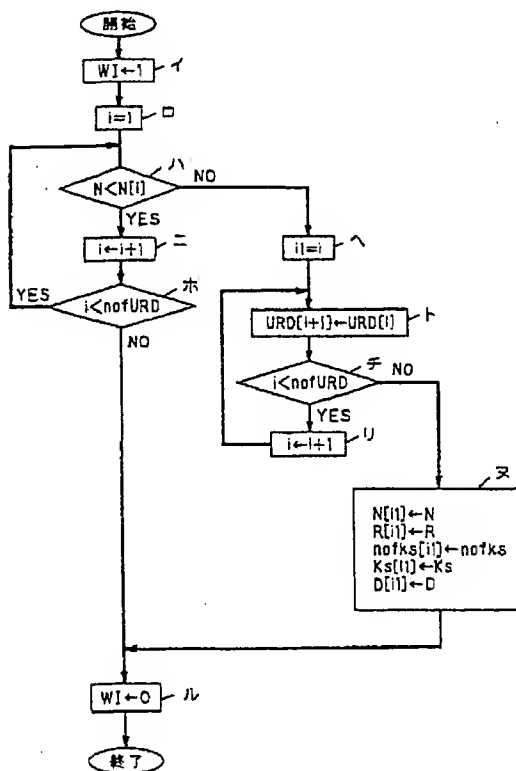 開始
WI←1 イ
i=1 ロ
N<N[i] ハ
NO
YES
i←i+1 ニ
i<nofURD ホ
YES
NO
i1=i ヘ
URD[i+1]←URD[i] ト
i<nofURD チ
NO
YES
i←i+1 リ
ヌ
N[i1]←N
R[i1]←R
nofks[i1]←nofks
Ks[i1]←Ks
D[i1]←D
WI←0 ル
終了